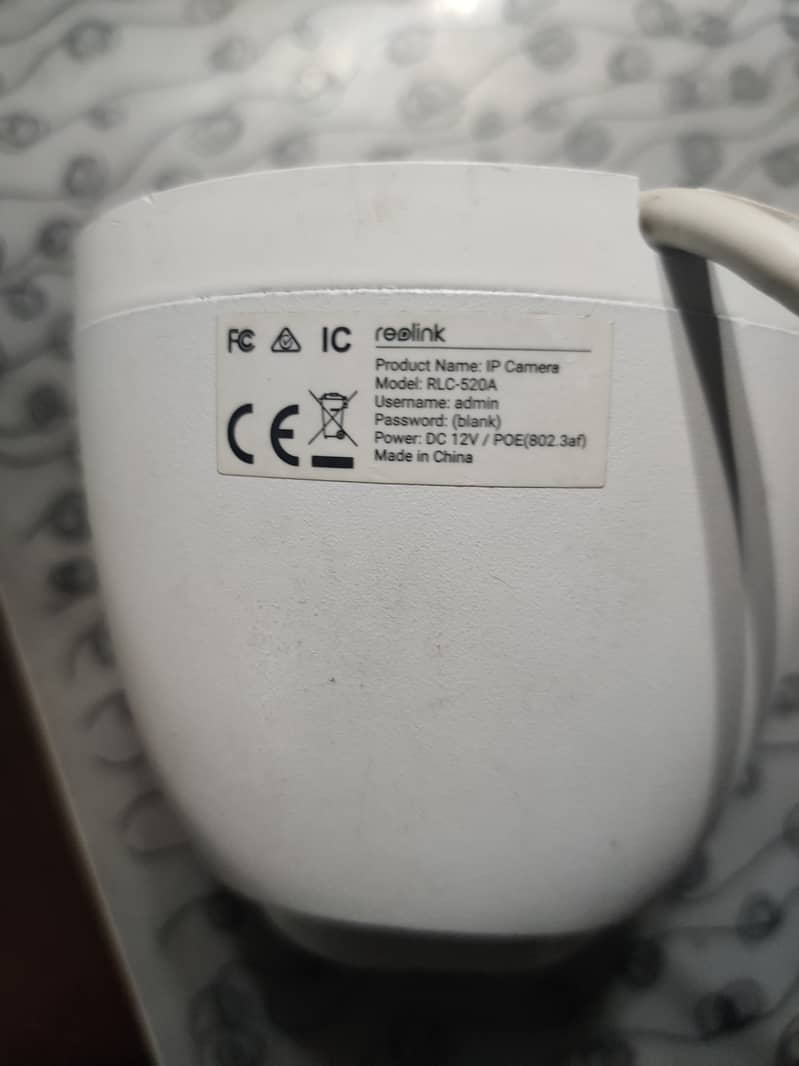 FC IC reolink
Product Name: IP Camera
Model: RLC-520A
Username: admin
Password: (blank)
CE
Power: DC 12V / POE(802.3af)
Made in China